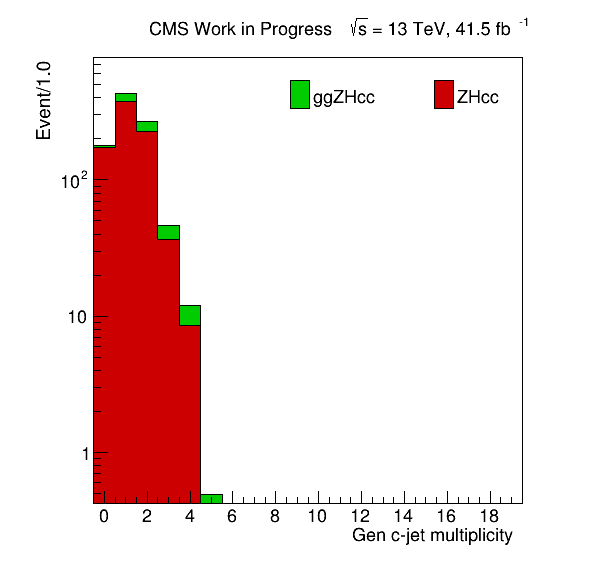 CMS Work in Progress √s = 13 TeV, 41.5 fb⁻¹
Event/1.0
ggZHcc ZHcc
10²
10
1
0 2 4 6 8 10 12 14 16 18
Gen c-jet multiplicity